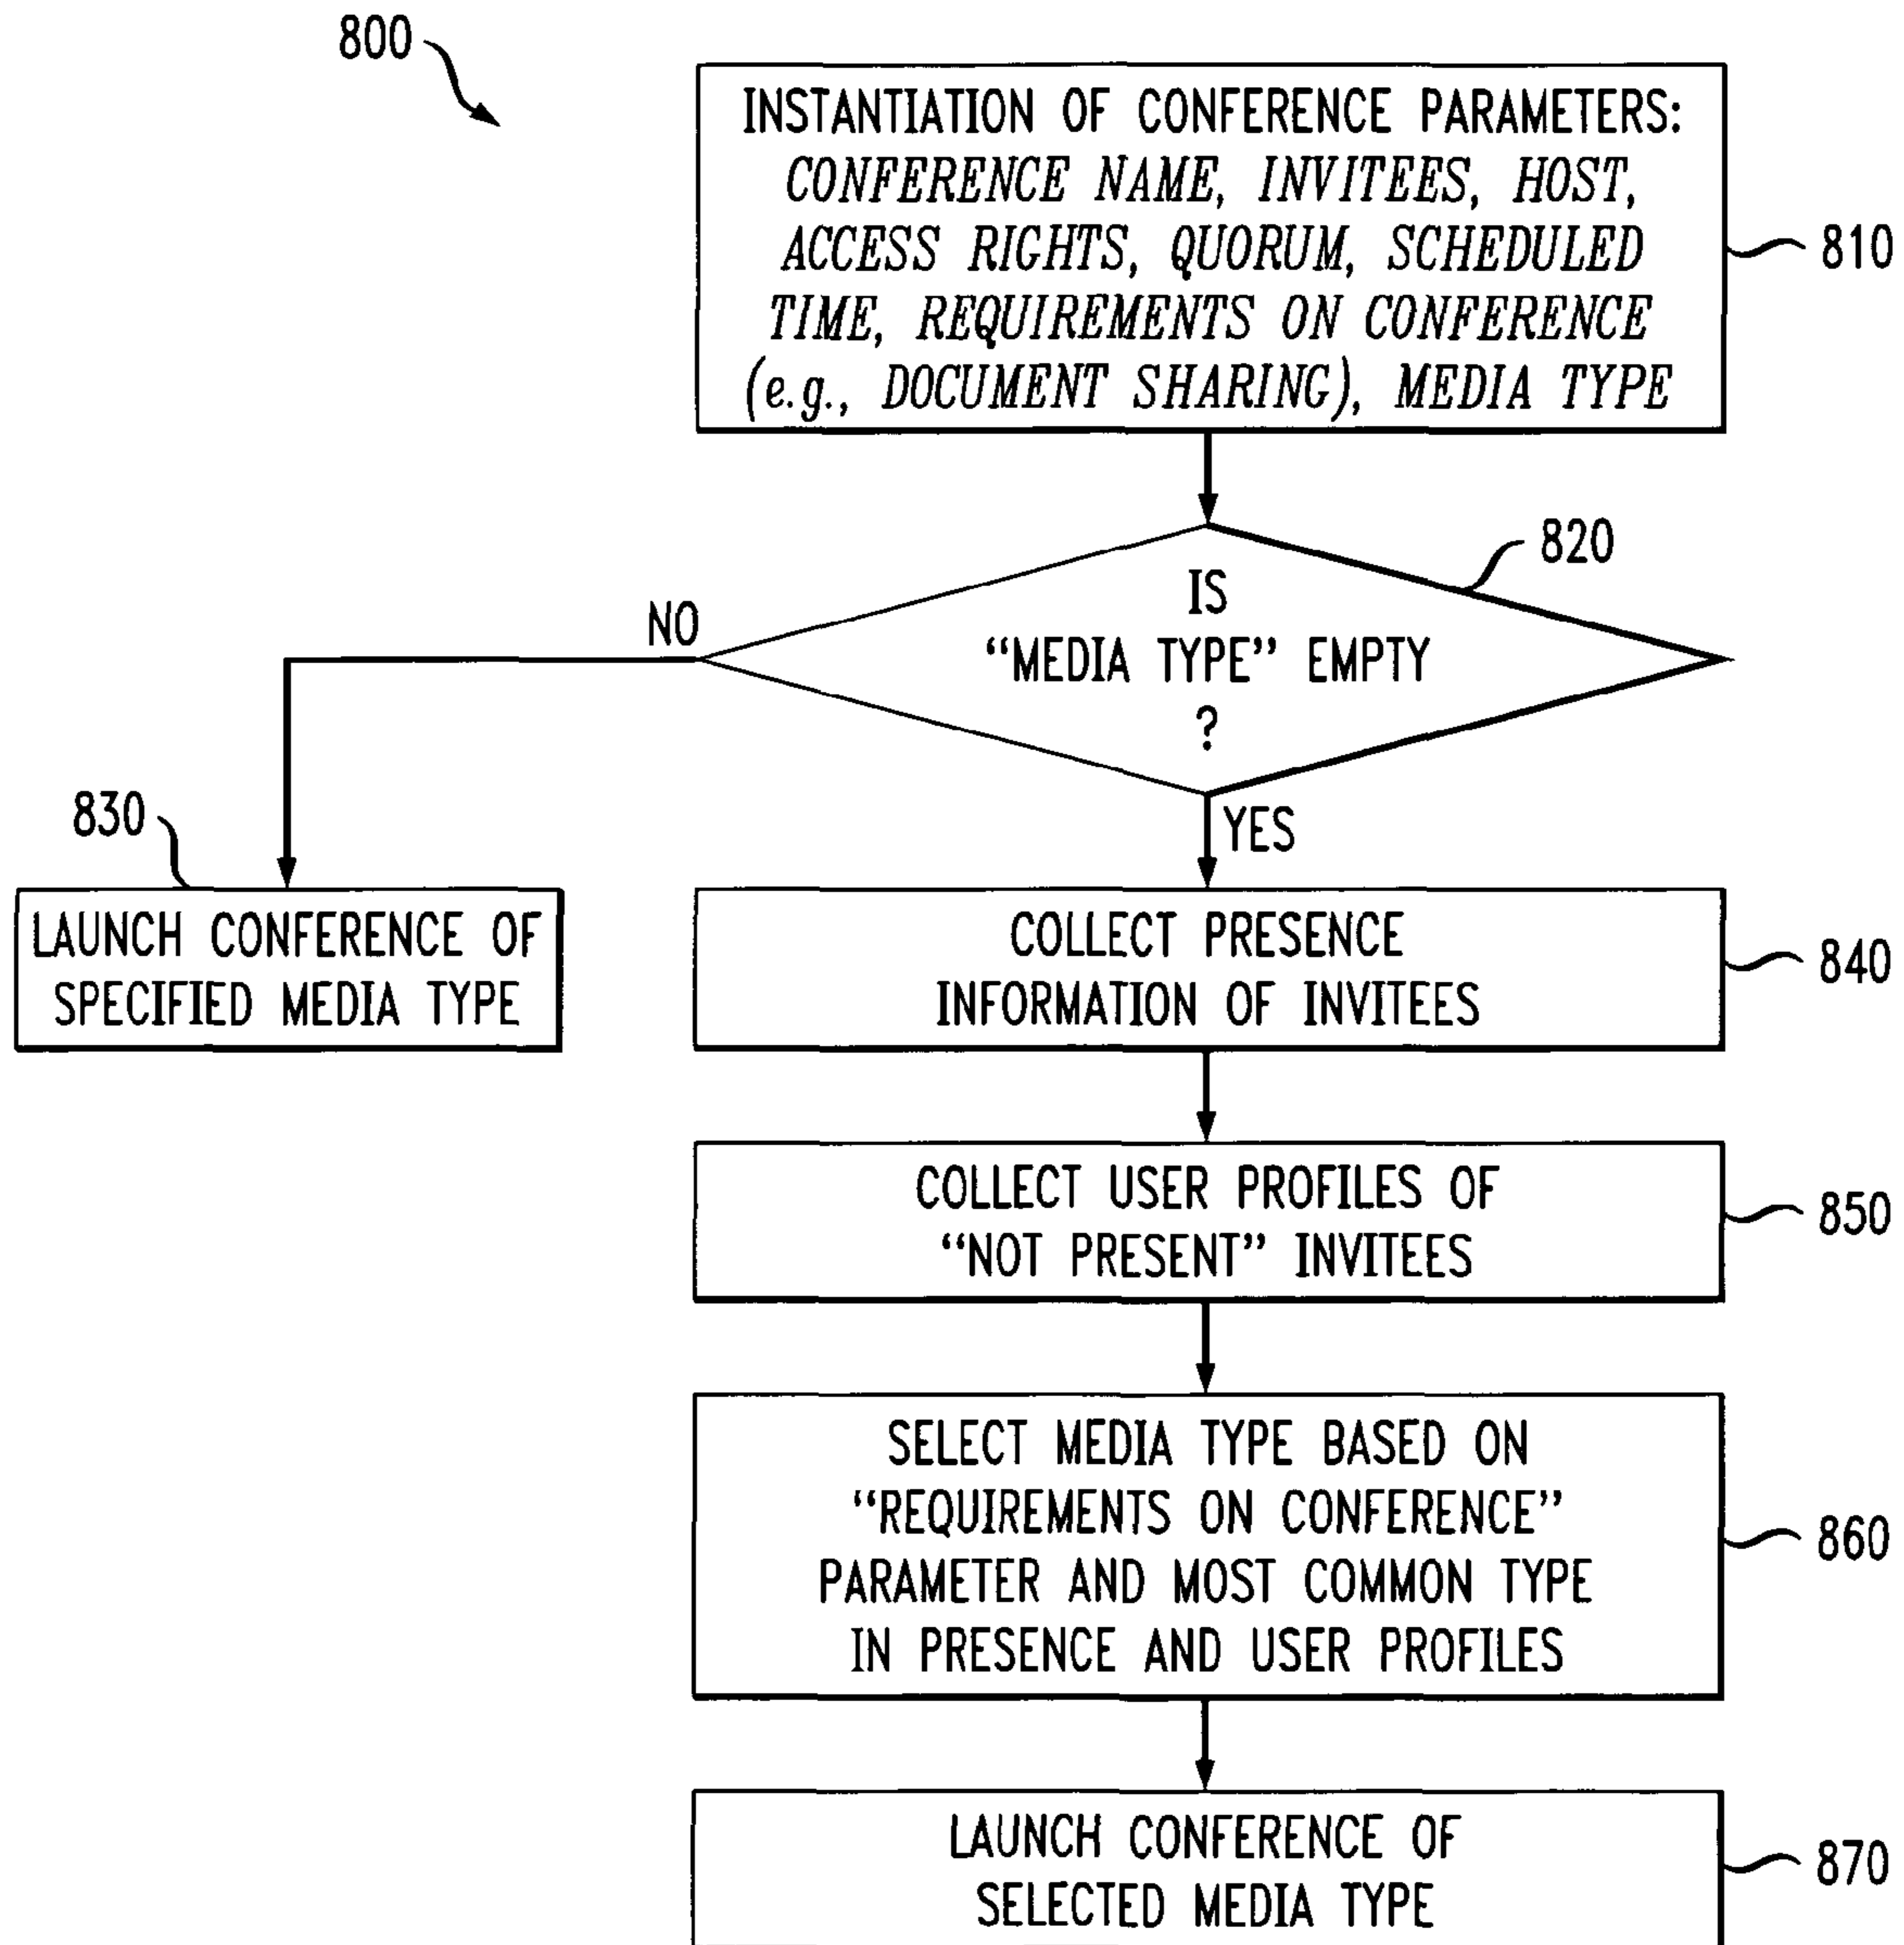 800
INSTANTIATION OF CONFERENCE PARAMETERS:
CONFERENCE NAME, INVITEES, HOST,
ACCESS RIGHTS, QUORUM, SCHEDULED
TIME, REQUIREMENTS ON CONFERENCE
(e.g., DOCUMENT SHARING), MEDIA TYPE
810
820
IS
“MEDIA TYPE” EMPTY
?
NO
YES
830
LAUNCH CONFERENCE OF
SPECIFIED MEDIA TYPE
COLLECT PRESENCE
INFORMATION OF INVITEES
840
COLLECT USER PROFILES OF
“NOT PRESENT” INVITEES
850
SELECT MEDIA TYPE BASED ON
“REQUIREMENTS ON CONFERENCE”
PARAMETER AND MOST COMMON TYPE
IN PRESENCE AND USER PROFILES
860
LAUNCH CONFERENCE OF
SELECTED MEDIA TYPE
870